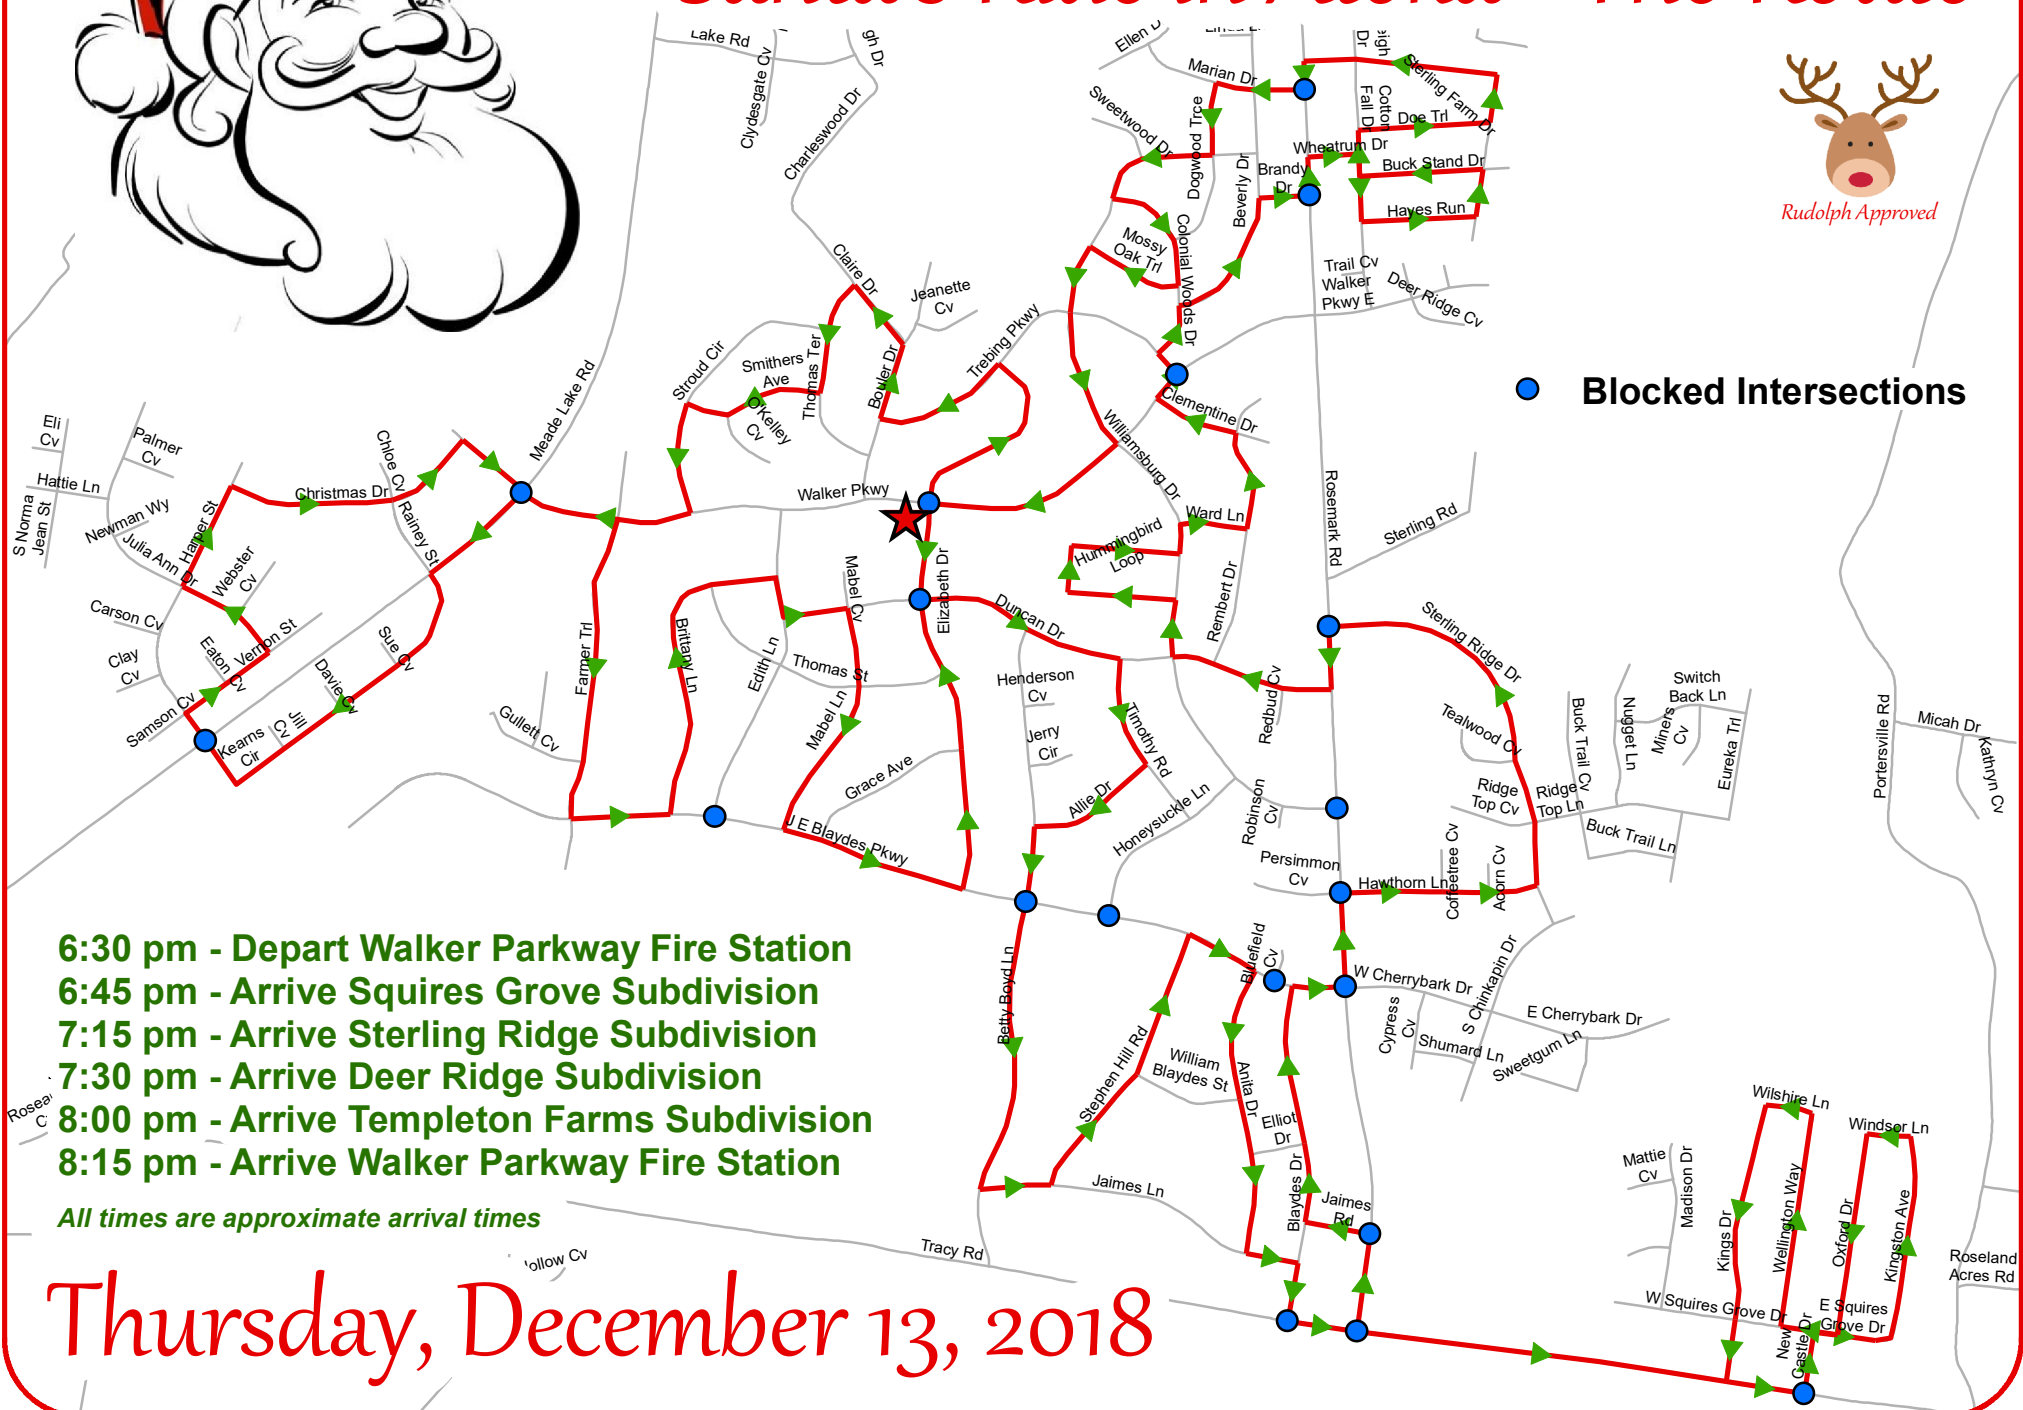 Lake Rd
gh Dr
Clydesgate Cv
Charleswood Dr
Ellen D
Marian Dr
Sweetwood Dr
Dogwood Trce
Beverly Dr
Brandy
Dr
Wheatrum Dr
Cotton
Fall Dr
Sterling Farm Dr
Doe Trl
Buck Stand Dr
Hayes Run
Rudolph Approved
Mossy
Oak Trl
Colonial Woods Dr
Trail Cv
Walker
Pkwy E
Deer Ridge Cv
Claire Dr
Jeanette
Cv
Trebing Pkwy
Stroud Cir
Smithers
Ave
Thomas Ter
Bouler Dr
O'Kelley
Cv
Clementine Dr
Williamsburg Dr
Blocked Intersections
Meade Lake Rd
Eli
Cv
Palmer
Cv
Hattie Ln
S Norma
Jean St
Newman Wy
Julia Ann Dr
Harper St
Christmas Dr
Chloe Cv
Rainey St
Walker Pkwy
Webster
Cv
Carson Cv
Clay
Cv
Eaton
Cv
Vernon St
Samson Cv
Davie Cv
Sue Cv
Kearns
Cir
Jill
Cv
Ward Ln
Hummingbird
Loop
Rembert Dr
Rosemark Rd
Sterling Rd
Mabel Cv
Elizabeth Dr
Duncan Dr
Farmer Trl
Brittany Ln
Edith Ln
Thomas St
Mabel Ln
Gullett Cv
Grace Ave
J E Blaydes Pkwy
Henderson
Cv
Jerry
Cir
Timothy Rd
Allie Dr
Honeysuckle Ln
Redbud Cv
Robinson
Cv
Persimmon
Cv
Sterling Ridge Dr
Tealwood Cv
Ridge
Top Cv
Ridge
Top Ln
Buck Trail Cv
Nugget Ln
Miners
Cv
Switch
Back Ln
Eureka Trl
Buck Trail Ln
Portersville Rd
Micah Dr
Kathryn Cv
Hawthorn Ln
Coffeetree Cv
Acorn Cv
Bluefield
Cv
W Cherrybark Dr
Cypress
Cv
S Chinkapin Dr
E Cherrybark Dr
Shumard Ln
Sweetgum Ln
6:30 pm - Depart Walker Parkway Fire Station
6:45 pm - Arrive Squires Grove Subdivision
7:15 pm - Arrive Sterling Ridge Subdivision
7:30 pm - Arrive Deer Ridge Subdivision
8:00 pm - Arrive Templeton Farms Subdivision
8:15 pm - Arrive Walker Parkway Fire Station
All times are approximate arrival times
Betty Boyd Ln
Stephen Hill Rd
William
Blaydes St
Anita Dr
Elliot
Dr
Blaydes Dr
Jaimes
Rd
Jaimes Ln
Tracy Rd
ollow Cv
Mattie
Cv
Madison Dr
Wilshire Ln
Windsor Ln
Kings Dr
Wellington Way
Oxford Dr
Kingston Ave
W Squires Grove Dr
E Squires
Grove Dr
New
Castle Dr
Roseland
Acres Rd
Thursday, December 13, 2018